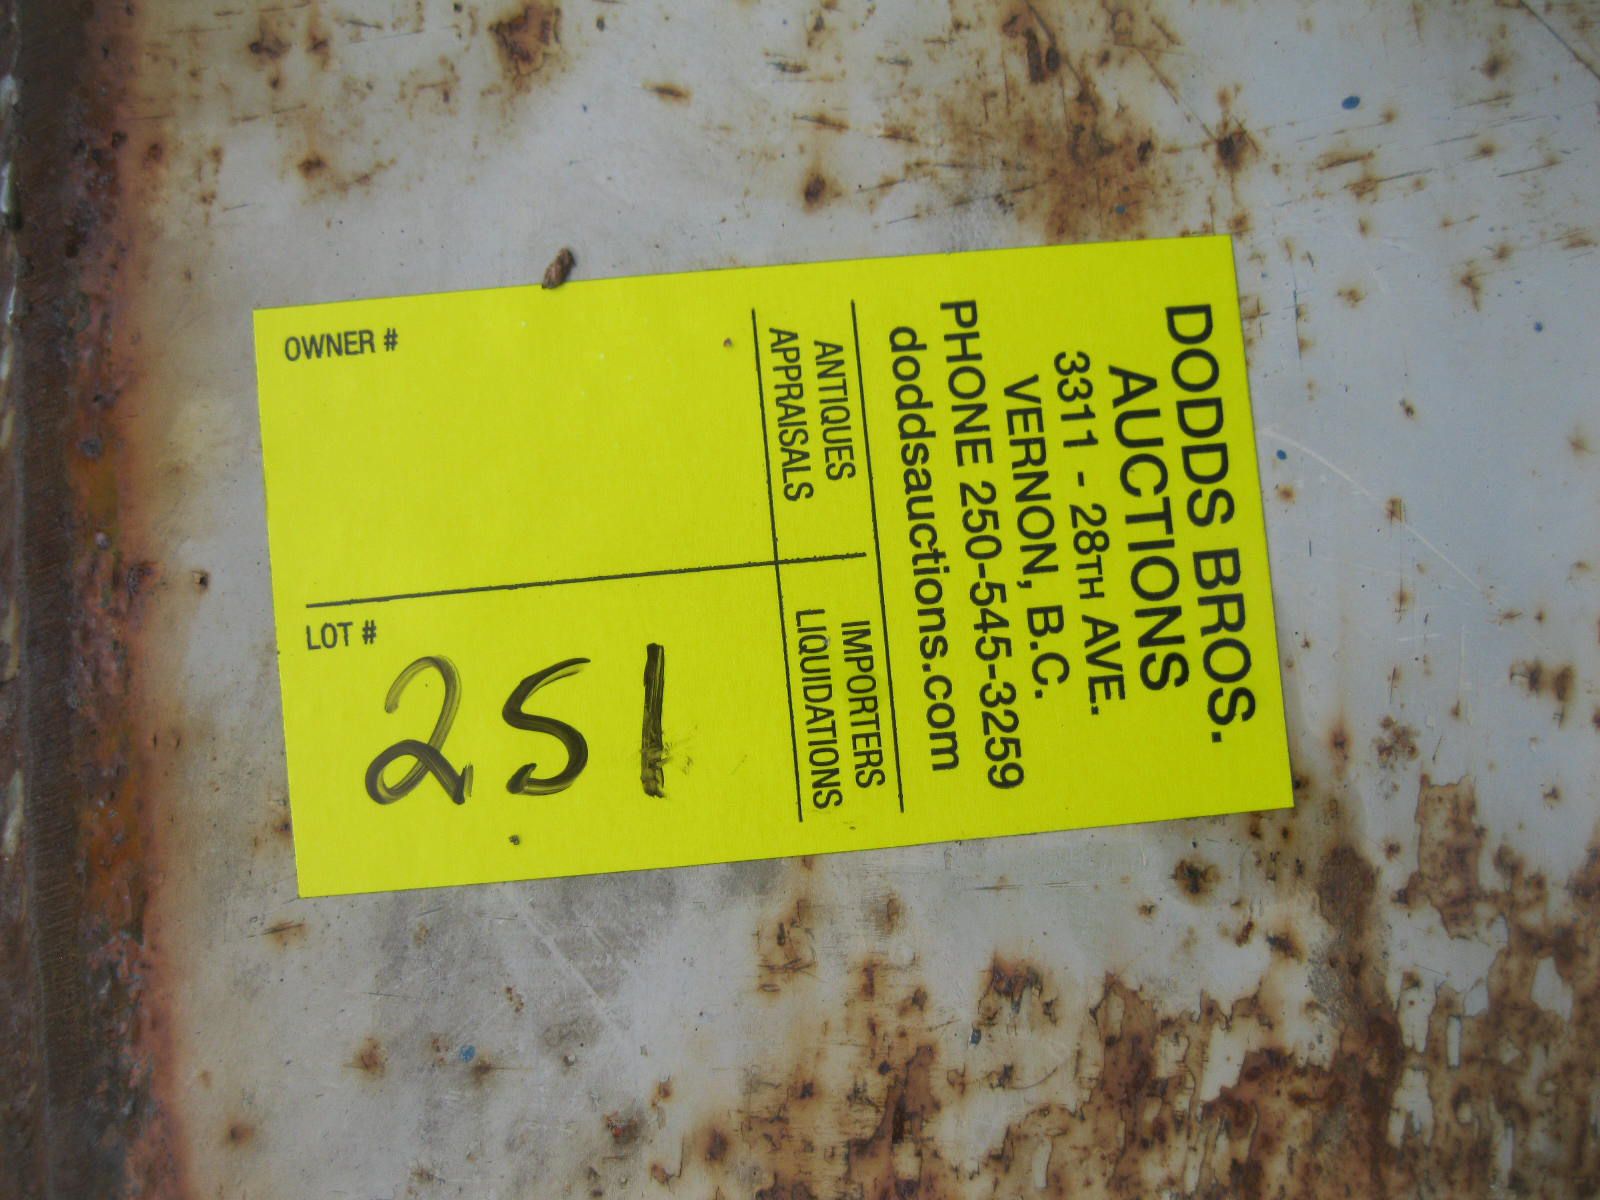 DODDS BROS.
AUCTIONS
3311 - 28TH AVE.
VERNON, B.C.
PHONE 250-545-3259
doddsauctions.com
ANTIQUES
APPRAISALS
IMPORTERS
LIQUIDATIONS
OWNER #
LOT #
251